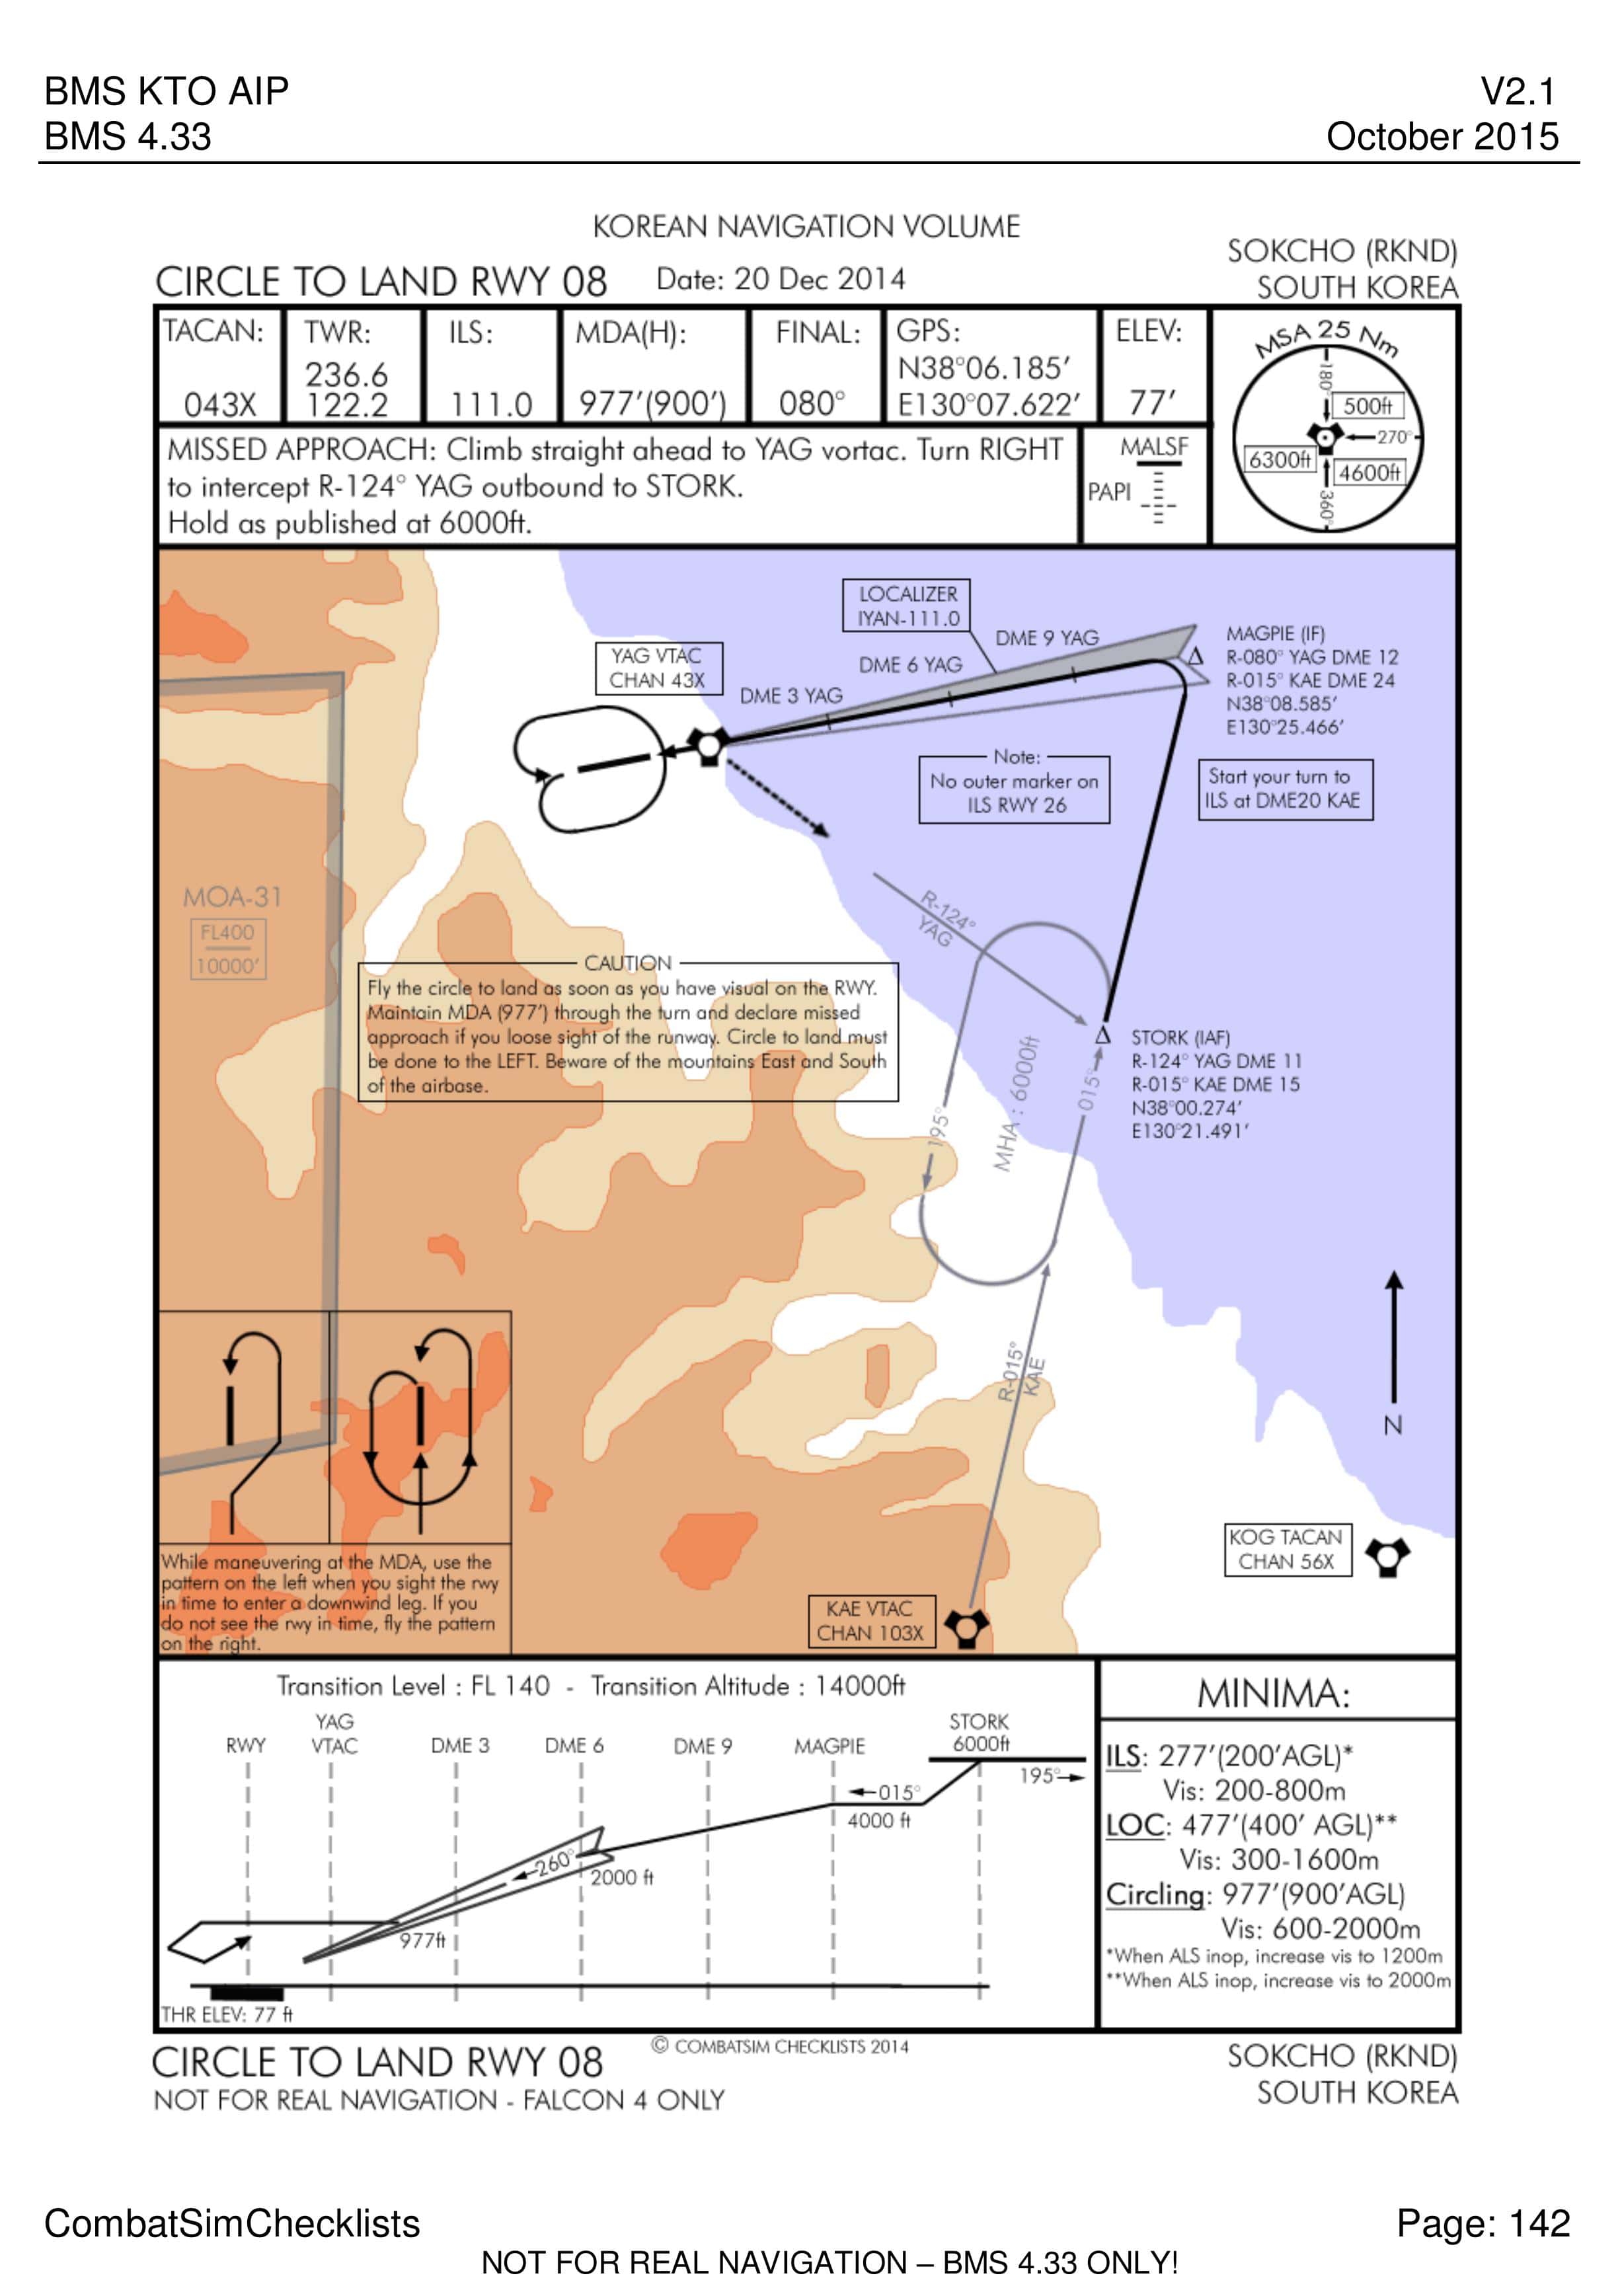 BMS KTO AIP V2.1
BMS 4.33 October 2015
KOREAN NAVIGATION VOLUME
CIRCLE TO LAND RWY 08 Date: 20 Dec 2014
SOKCHO (RKND)
SOUTH KOREA
TACAN: TWR: ILS: MDA(H): FINAL: GPS: ELEV:
236.6 N38°06.185'
043X 122.2 111.0 977'(900') 080° E130°07.622' 77'
MSA 25 Nm
180°
500ft
270°
6300ft
4600ft
360°
MISSED APPROACH: Climb straight ahead to YAG vortac. Turn RIGHT
to intercept R-124° YAG outbound to STORK.
Hold as published at 6000ft.
MALSF
PAPI
LOCALIZER
IYAN-111.0
YAG VTAC
CHAN 43X
DME 3 YAG
DME 6 YAG
DME 9 YAG
MAGPIE (IF)
R-080° YAG DME 12
R-015° KAE DME 24
N38°08.585'
E130°25.466'
Note:
No outer marker on
ILS RWY 26
Start your turn to
ILS at DME20 KAE
MOA-31
FL400
10000'
R-124°
YAG
CAUTION
Fly the circle to land as soon as you have visual on the RWY.
Maintain MDA (977') through the turn and declare missed
approach if you loose sight of the runway. Circle to land must
be done to the LEFT. Beware of the mountains East and South
of the airbase.
STORK (IAF)
R-124° YAG DME 11
R-015° KAE DME 15
N38°00.274'
E130°21.491'
195°
MHA : 6000ft
015°
R-015°
KAE
N
While maneuvering at the MDA, use the
pattern on the left when you sight the rwy
in time to enter a downwind leg. If you
do not see the rwy in time, fly the pattern
on the right.
KOG TACAN
CHAN 56X
KAE VTAC
CHAN 103X
Transition Level : FL 140 - Transition Altitude : 14000ft
YAG STORK
RWY VTAC DME 3 DME 6 DME 9 MAGPIE 6000ft
195°
015°
4000 ft
260°
2000 ft
977ft
THR ELEV: 77 ft
MINIMA:
ILS: 277'(200'AGL)*
Vis: 200-800m
LOC: 477'(400' AGL)**
Vis: 300-1600m
Circling: 977'(900'AGL)
Vis: 600-2000m
*When ALS inop, increase vis to 1200m
**When ALS inop, increase vis to 2000m
CIRCLE TO LAND RWY 08 © COMBATSIM CHECKLISTS 2014 SOKCHO (RKND)
NOT FOR REAL NAVIGATION - FALCON 4 ONLY SOUTH KOREA
CombatSimChecklists Page: 142
NOT FOR REAL NAVIGATION – BMS 4.33 ONLY!